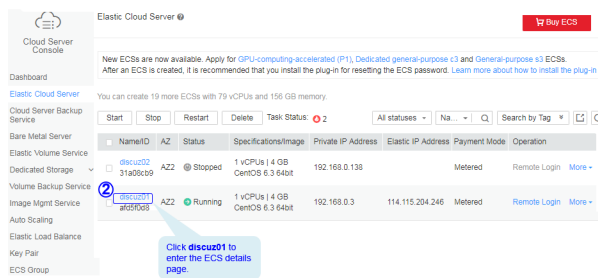 Elastic Cloud Server
Buy ECS
Cloud Server
Console
New ECSs are now available. Apply for GPU-computing-accelerated (P1), Dedicated general-purpose c3 and General-purpose s3 ECSs.
After an ECS is created, it is recommended that you install the plug-in for resetting the ECS password. Learn more about how to install the plug-in
Dashboard
Elastic Cloud Server
Cloud Server Backup
Service
Bare Metal Server
Elastic Volume Service
Dedicated Storage
Volume Backup Service
Image Mgmt Service
Auto Scaling
Elastic Load Balance
Key Pair
ECS Group
You can create 19 more ECSs with 79 vCPUs and 156 GB memory.
Start Stop Restart Delete Task Status: 2 All statuses Na... Search by Tag
Name/ID AZ Status Specifications/Image Private IP Address Elastic IP Address Payment Mode Operation
discuz02 AZ2 Stopped 1 vCPUs | 4 GB 192.168.0.138 Metered Remote Login More
31a08cb9 CentOS 6.3 64bit
2
discuz01 AZ2 Running 1 vCPUs | 4 GB 192.168.0.3 114.115.204.246 Metered Remote Login More
afd5f0d8 CentOS 6.3 64bit
Click discuz01 to
enter the ECS details
page.